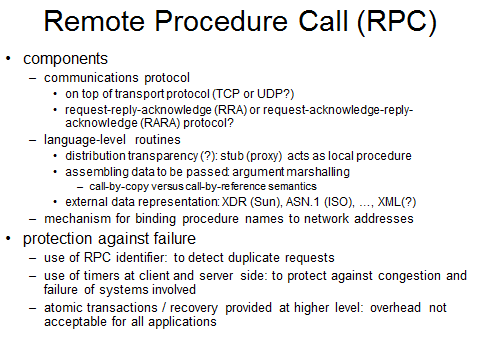 Remote Procedure Call (RPC)
• components
– communications protocol
• on top of transport protocol (TCP or UDP?)
• request-reply-acknowledge (RRA) or request-acknowledge-reply-
acknowledge (RARA) protocol?
– language-level routines
• distribution transparency (?): stub (proxy) acts as local procedure
• assembling data to be passed: argument marshalling
– call-by-copy versus call-by-reference semantics
• external data representation: XDR (Sun), ASN.1 (ISO), …, XML(?)
– mechanism for binding procedure names to network addresses
• protection against failure
– use of RPC identifier: to detect duplicate requests
– use of timers at client and server side: to protect against congestion and
failure of systems involved
– atomic transactions / recovery provided at higher level: overhead not
acceptable for all applications